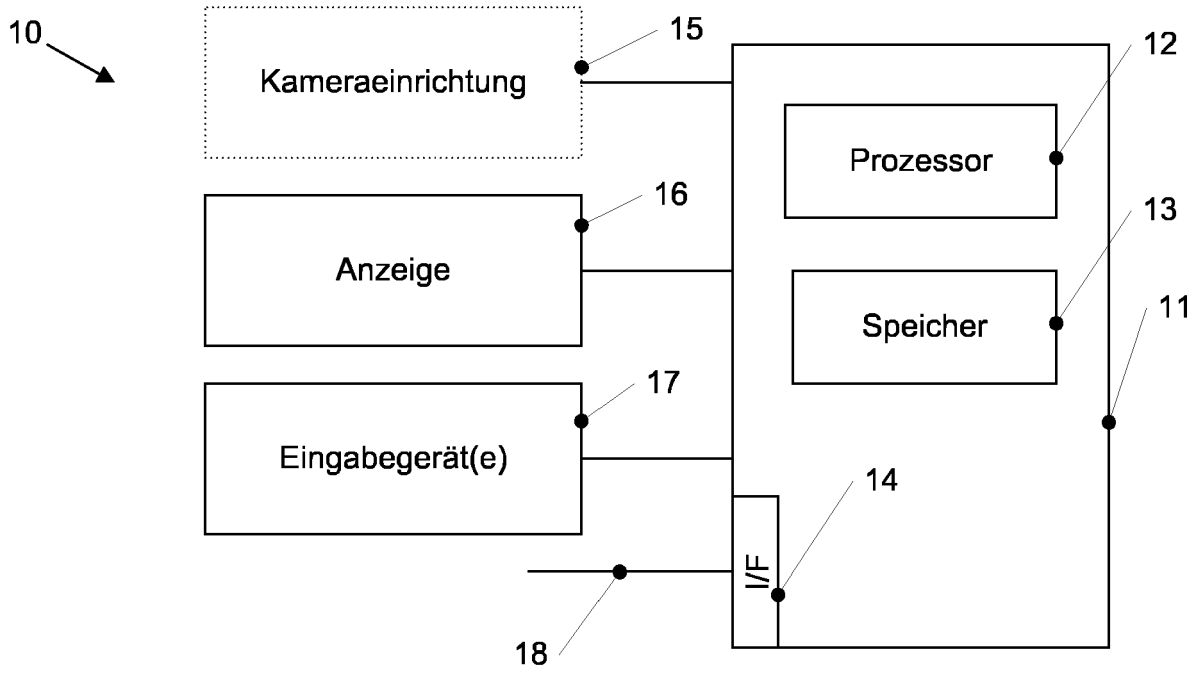 10
15
12
Kameraeinrichtung
Prozessor
16
13
Anzeige
Speicher
11
17
Eingabegerät(e)
14
I/F
18